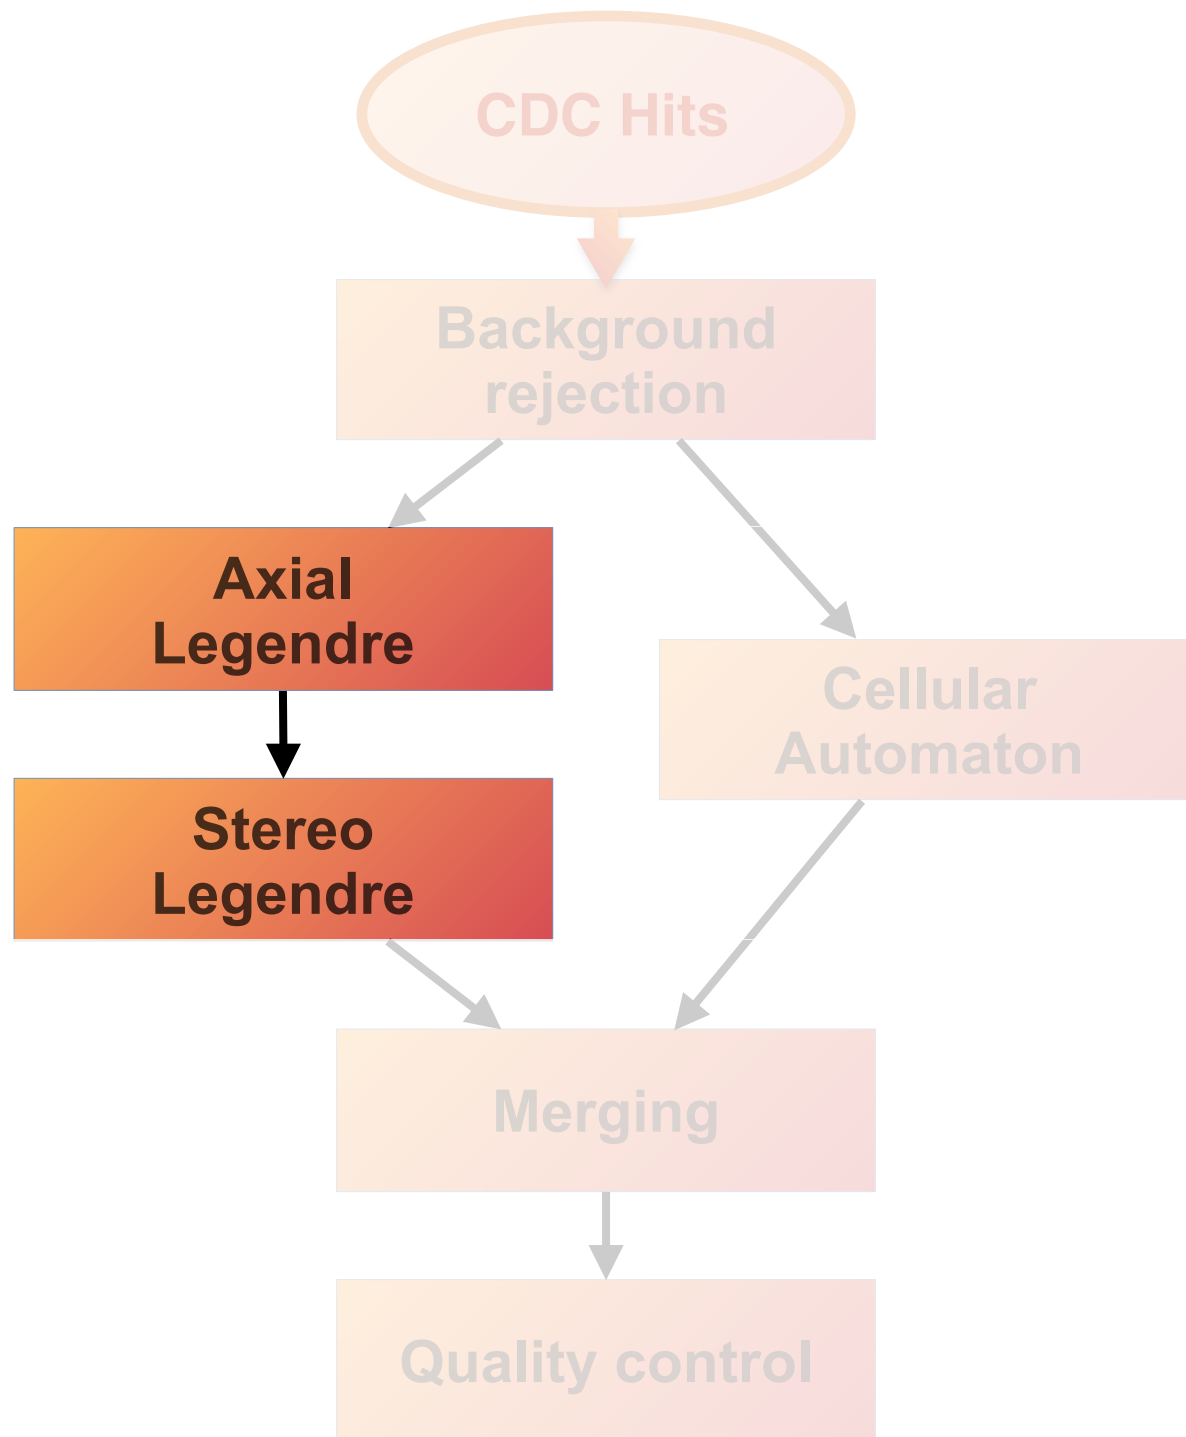 CDC Hits
Background
rejection
Axial
Legendre
Cellular
Automaton
Stereo
Legendre
Merging
Quality control